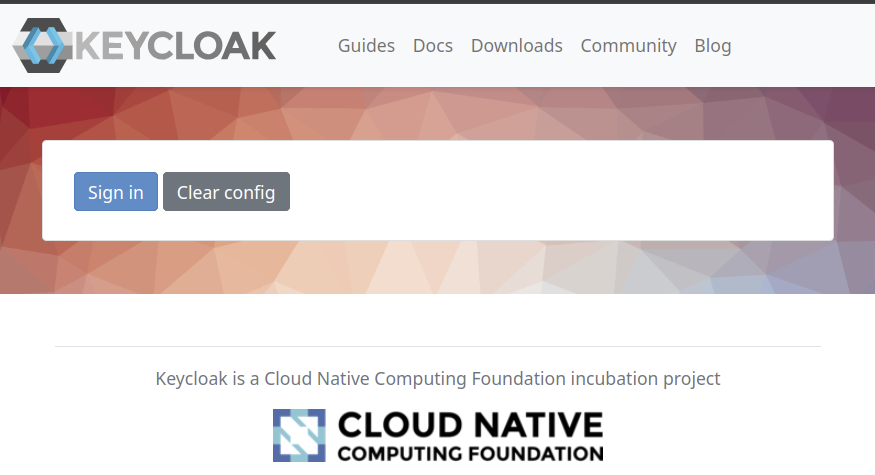 KEYCLOAK
Guides Docs Downloads Community Blog
Sign in Clear config
Keycloak is a Cloud Native Computing Foundation incubation project
CLOUD NATIVE
COMPUTING FOUNDATION